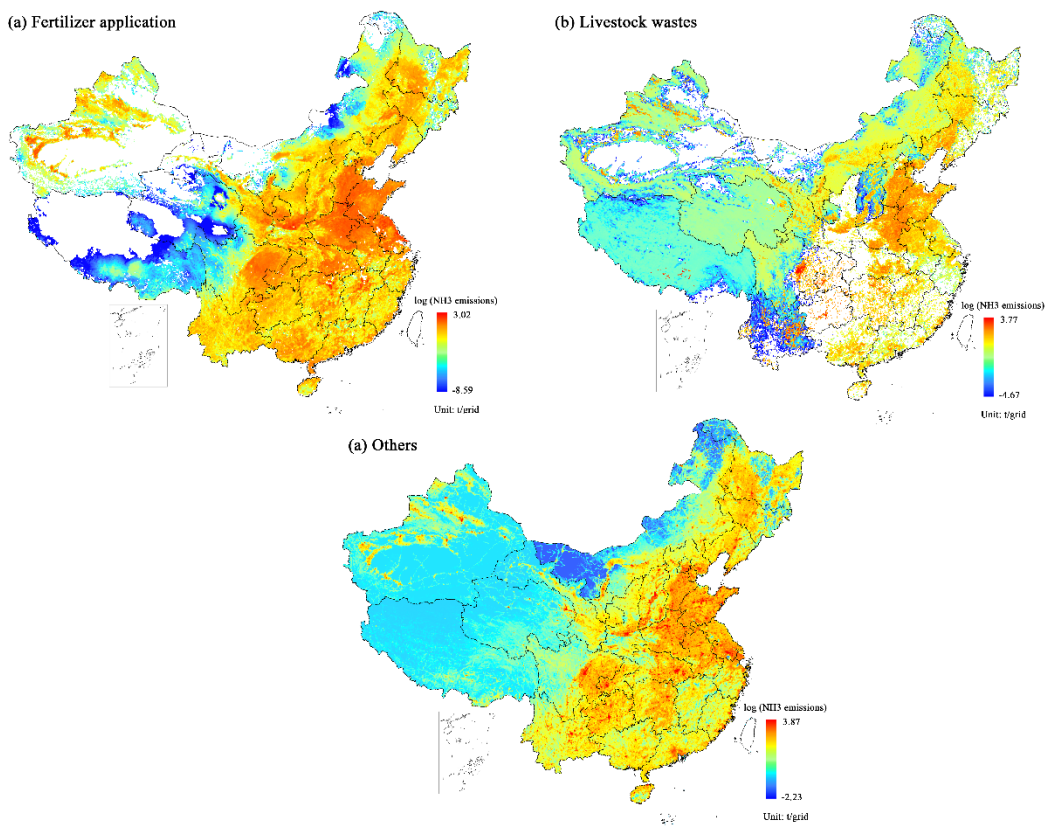 (a) Fertilizer application
(b) Livestock wastes
log (NH3 emissions)
3.02
-8.59
Unit: t/grid
log (NH3 emissions)
3.77
-4.67
Unit: t/grid
(a) Others
log (NH3 emissions)
3.87
-2,23
Unit: t/grid